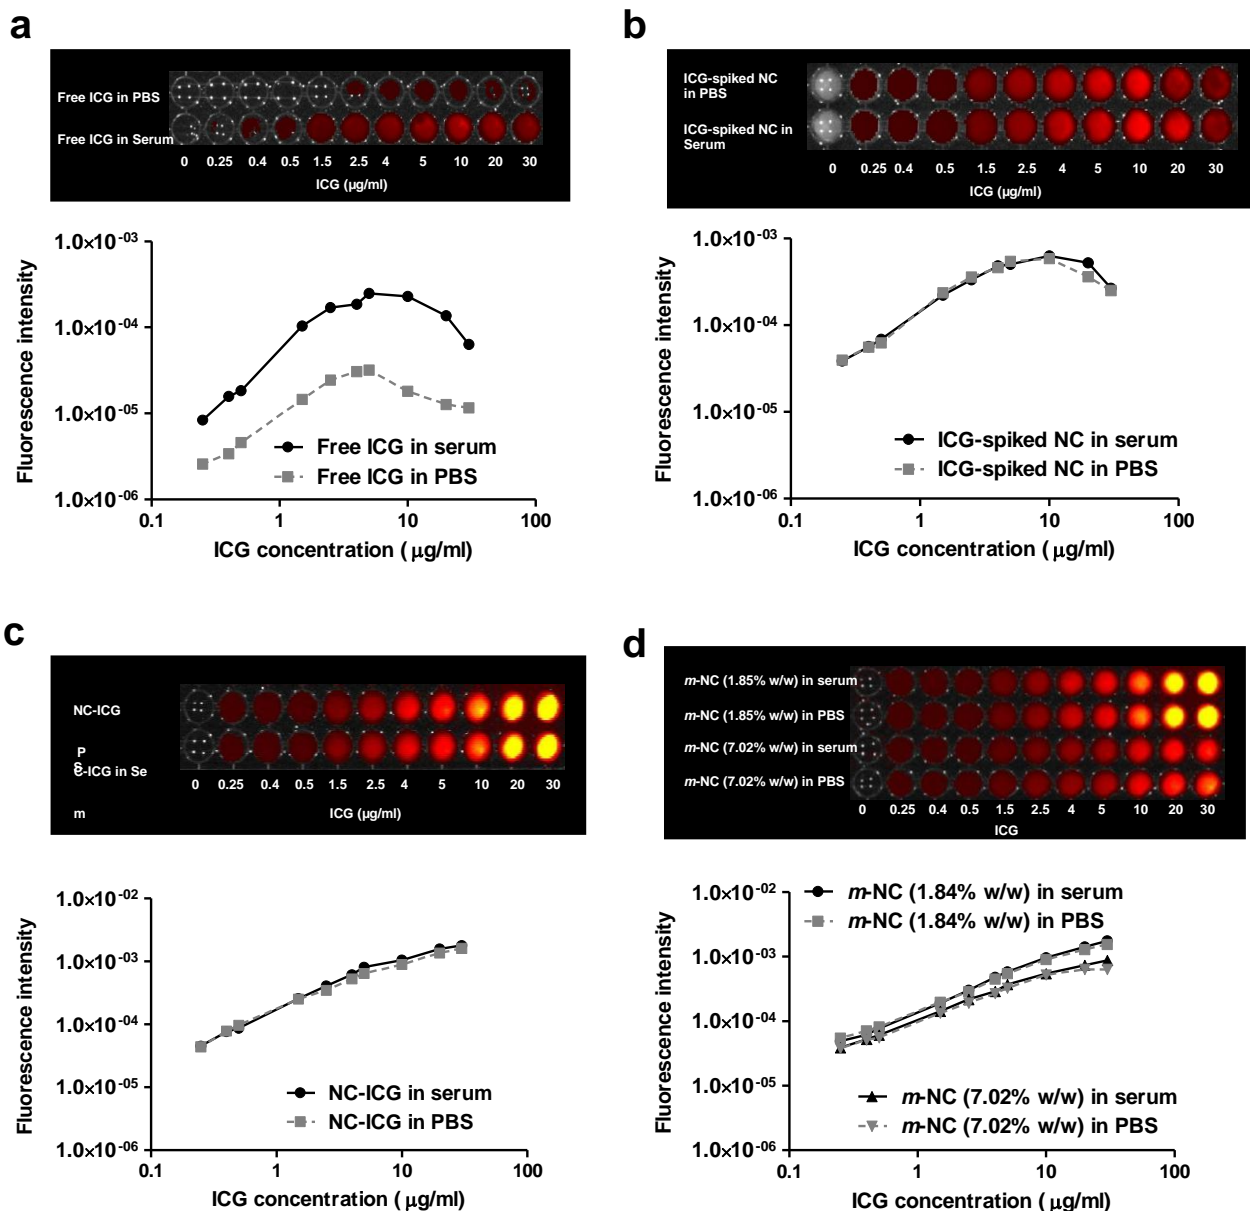 a
Free ICG in PBS
Free ICG in Serum
0 0.25 0.4 0.5 1.5 2.5 4 5 10 20 30
ICG (µg/ml)
1.0×10-03
1.0×10-04
1.0×10-05
1.0×10-06
Fluorescence intensity
Free ICG in serum
Free ICG in PBS
0.1 1 10 100
ICG concentration ( µg/ml)
b
ICG-spiked NC
in PBS
ICG-spiked NC in
Serum
0 0.25 0.4 0.5 1.5 2.5 4 5 10 20 30
ICG (µg/ml)
1.0×10-03
1.0×10-04
1.0×10-05
1.0×10-06
Fluorescence intensity
ICG-spiked NC in serum
ICG-spiked NC in PBS
0.1 1 10 100
ICG concentration ( µg/ml)
c
NC-ICG
P
S
C-ICG in Se
m
0 0.25 0.4 0.5 1.5 2.5 4 5 10 20 30
ICG (µg/ml)
1.0×10-02
1.0×10-03
1.0×10-04
1.0×10-05
1.0×10-06
Fluorescence intensity
NC-ICG in serum
NC-ICG in PBS
0.1 1 10 100
ICG concentration ( µg/ml)
d
m-NC (1.85% w/w) in serum
m-NC (1.85% w/w) in PBS
m-NC (7.02% w/w) in serum
m-NC (7.02% w/w) in PBS
0 0.25 0.4 0.5 1.5 2.5 4 5 10 20 30
ICG
1.0×10-02
1.0×10-03
1.0×10-04
1.0×10-05
1.0×10-06
Fluorescence intensity
m-NC (1.84% w/w) in serum
m-NC (1.84% w/w) in PBS
m-NC (7.02% w/w) in serum
m-NC (7.02% w/w) in PBS
0.1 1 10 100
ICG concentration ( µg/ml)